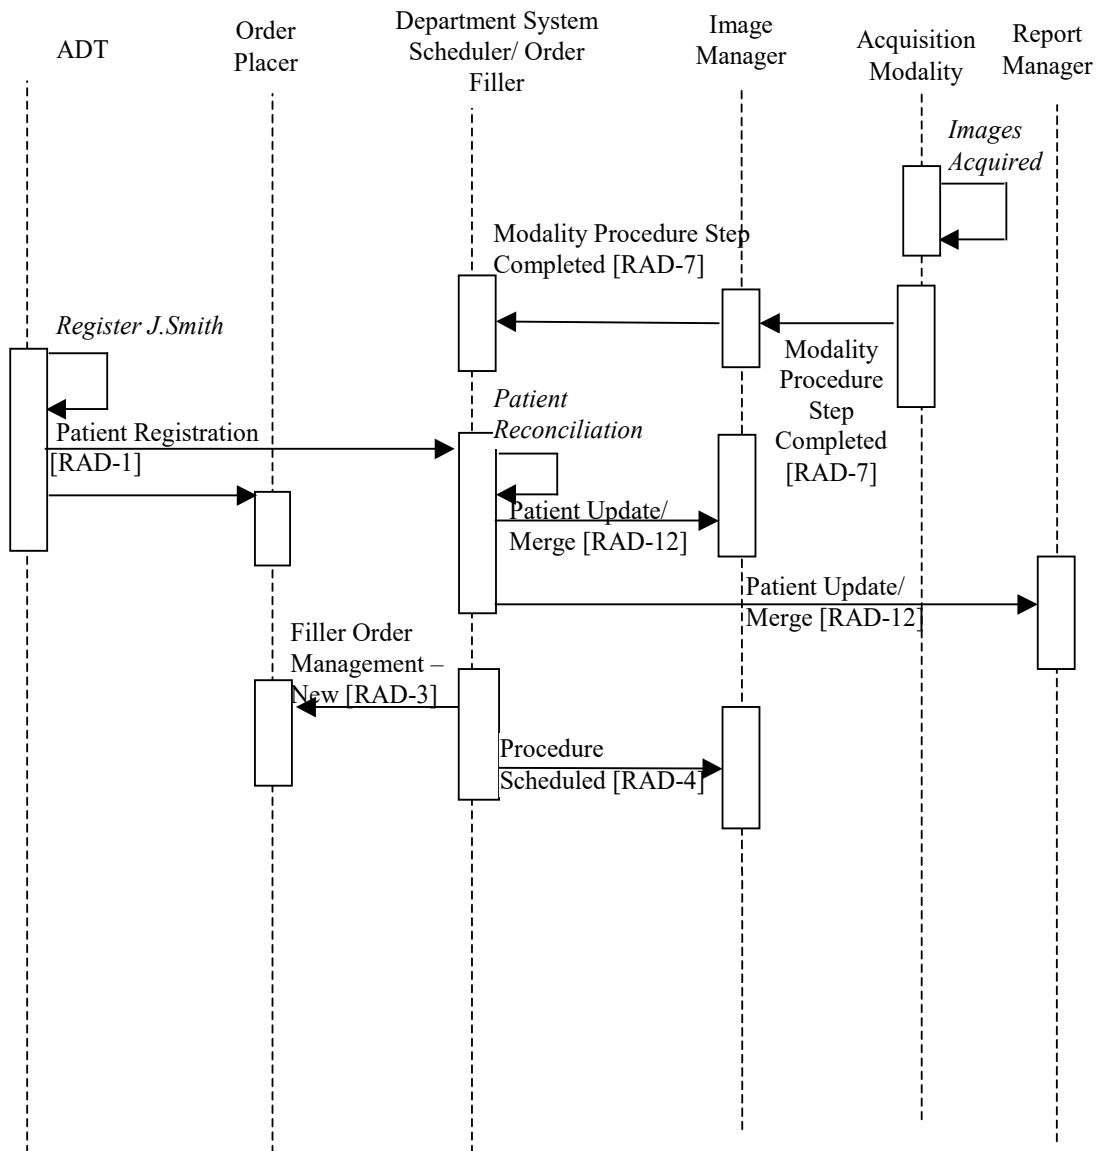 ADT
Order
Placer
Department System
Scheduler/ Order
Filler
Image
Manager
Acquisition
Modality
Report
Manager
Images
Acquired
Modality Procedure Step
Completed [RAD-7]
Register J.Smith
Modality
Procedure
Step
Completed
[RAD-7]
Patient
Reconciliation
Patient Registration
[RAD-1]
Patient Update/
Merge [RAD-12]
Patient Update/
Merge [RAD-12]
Filler Order
Management –
New [RAD-3]
Procedure
Scheduled [RAD-4]